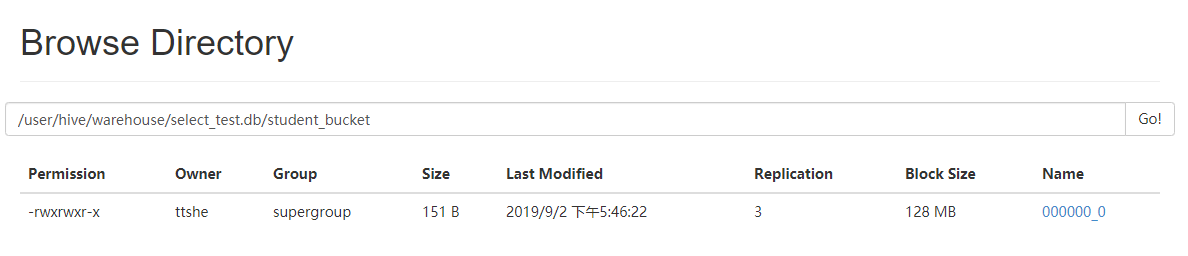 Browse Directory
/user/hive/warehouse/select_test.db/student_bucket Go!
Permission Owner Group Size Last Modified Replication Block Size Name
-rwxrwxr-x ttshe supergroup 151 B 2019/9/2 下午5:46:22 3 128 MB 000000_0